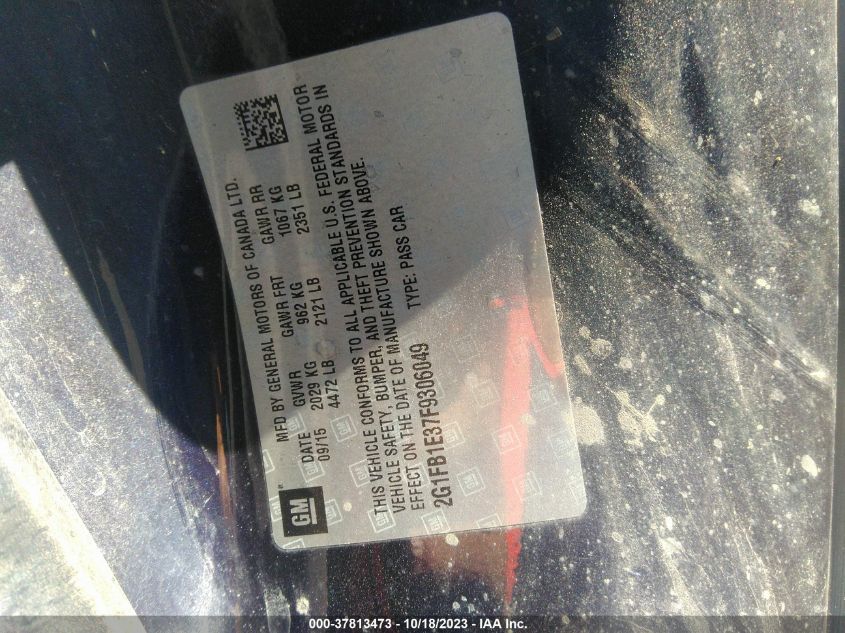 GM
MFD BY GENERAL MOTORS OF CANADA LTD.
DATE GVWR GAWR FRT GAWR RR
09/15 2029 KG 962 KG 1067 KG
4472 LB 2121 LB 2351 LB
THIS VEHICLE CONFORMS TO ALL APPLICABLE U.S. FEDERAL MOTOR
VEHICLE SAFETY, BUMPER, AND THEFT PREVENTION STANDARDS IN
EFFECT ON THE DATE OF MANUFACTURE SHOWN ABOVE.
2G1FB1E37F9306049 TYPE: PASS CAR
000-37813473 - 10/18/2023 - IAA Inc.